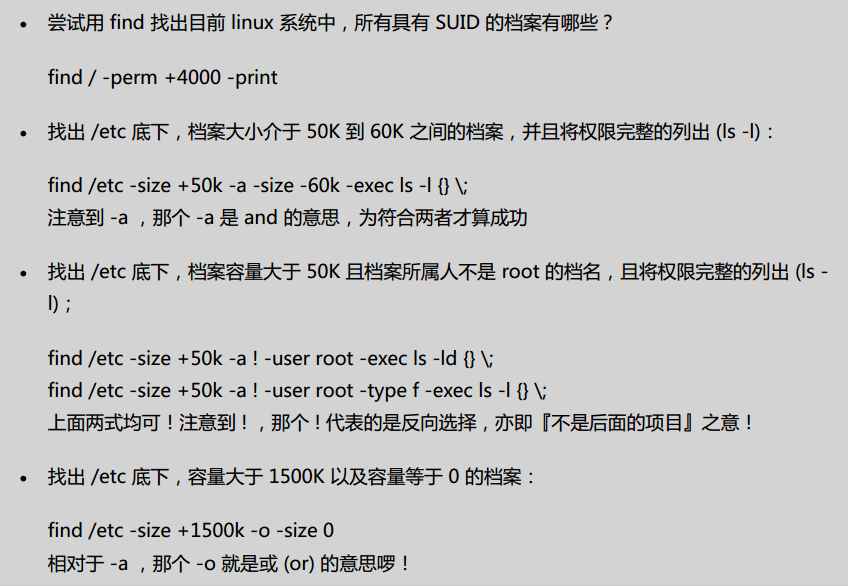 • 尝试用 find 找出目前 linux 系统中，所有具有 SUID 的档案有哪些？
find / -perm +4000 -print
• 找出 /etc 底下，档案大小介于 50K 到 60K 之间的档案，并且将权限完整的列出 (ls -l)：
find /etc -size +50k -a -size -60k -exec ls -l {} \;
注意到 -a ，那个 -a 是 and 的意思，为符合两者才算成功
• 找出 /etc 底下，档案容量大于 50K 且档案所属人不是 root 的档名，且将权限完整的列出 (ls -
l)；
find /etc -size +50k -a ! -user root -exec ls -ld {} \;
find /etc -size +50k -a ! -user root -type f -exec ls -l {} \;
上面两式均可！注意到 ! ，那个 ! 代表的是反向选择，亦即『不是后面的项目』之意！
• 找出 /etc 底下，容量大于 1500K 以及容量等于 0 的档案：
find /etc -size +1500k -o -size 0
相对于 -a ，那个 -o 就是或 (or) 的意思啰！